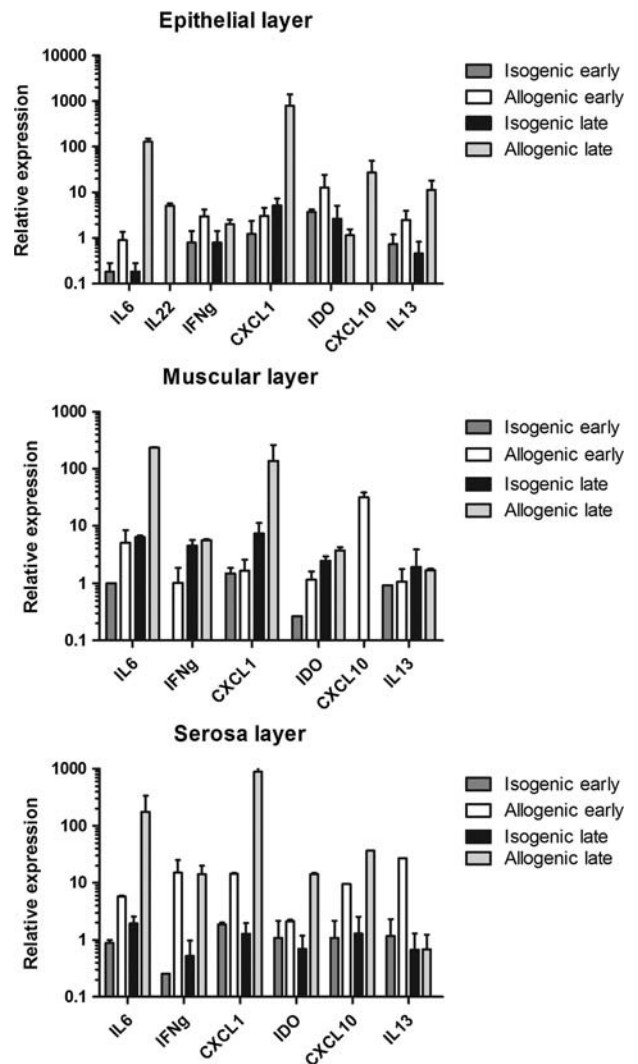 Epithelial layer
Relative expression
10000
1000
100
10
1
0.1
IL6
IL22
IFNg
CXCL1
IDO
CXCL10
IL13
Isogenic early
Allogenic early
Isogenic late
Allogenic late
Muscular layer
Relative expression
1000
100
10
1
0.1
IL6
IFNg
CXCL1
IDO
CXCL10
IL13
Isogenic early
Allogenic early
Isogenic late
Allogenic late
Serosa layer
Relative expression
1000
100
10
1
0.1
IL6
IFNg
CXCL1
IDO
CXCL10
IL13
Isogenic early
Allogenic early
Isogenic late
Allogenic late